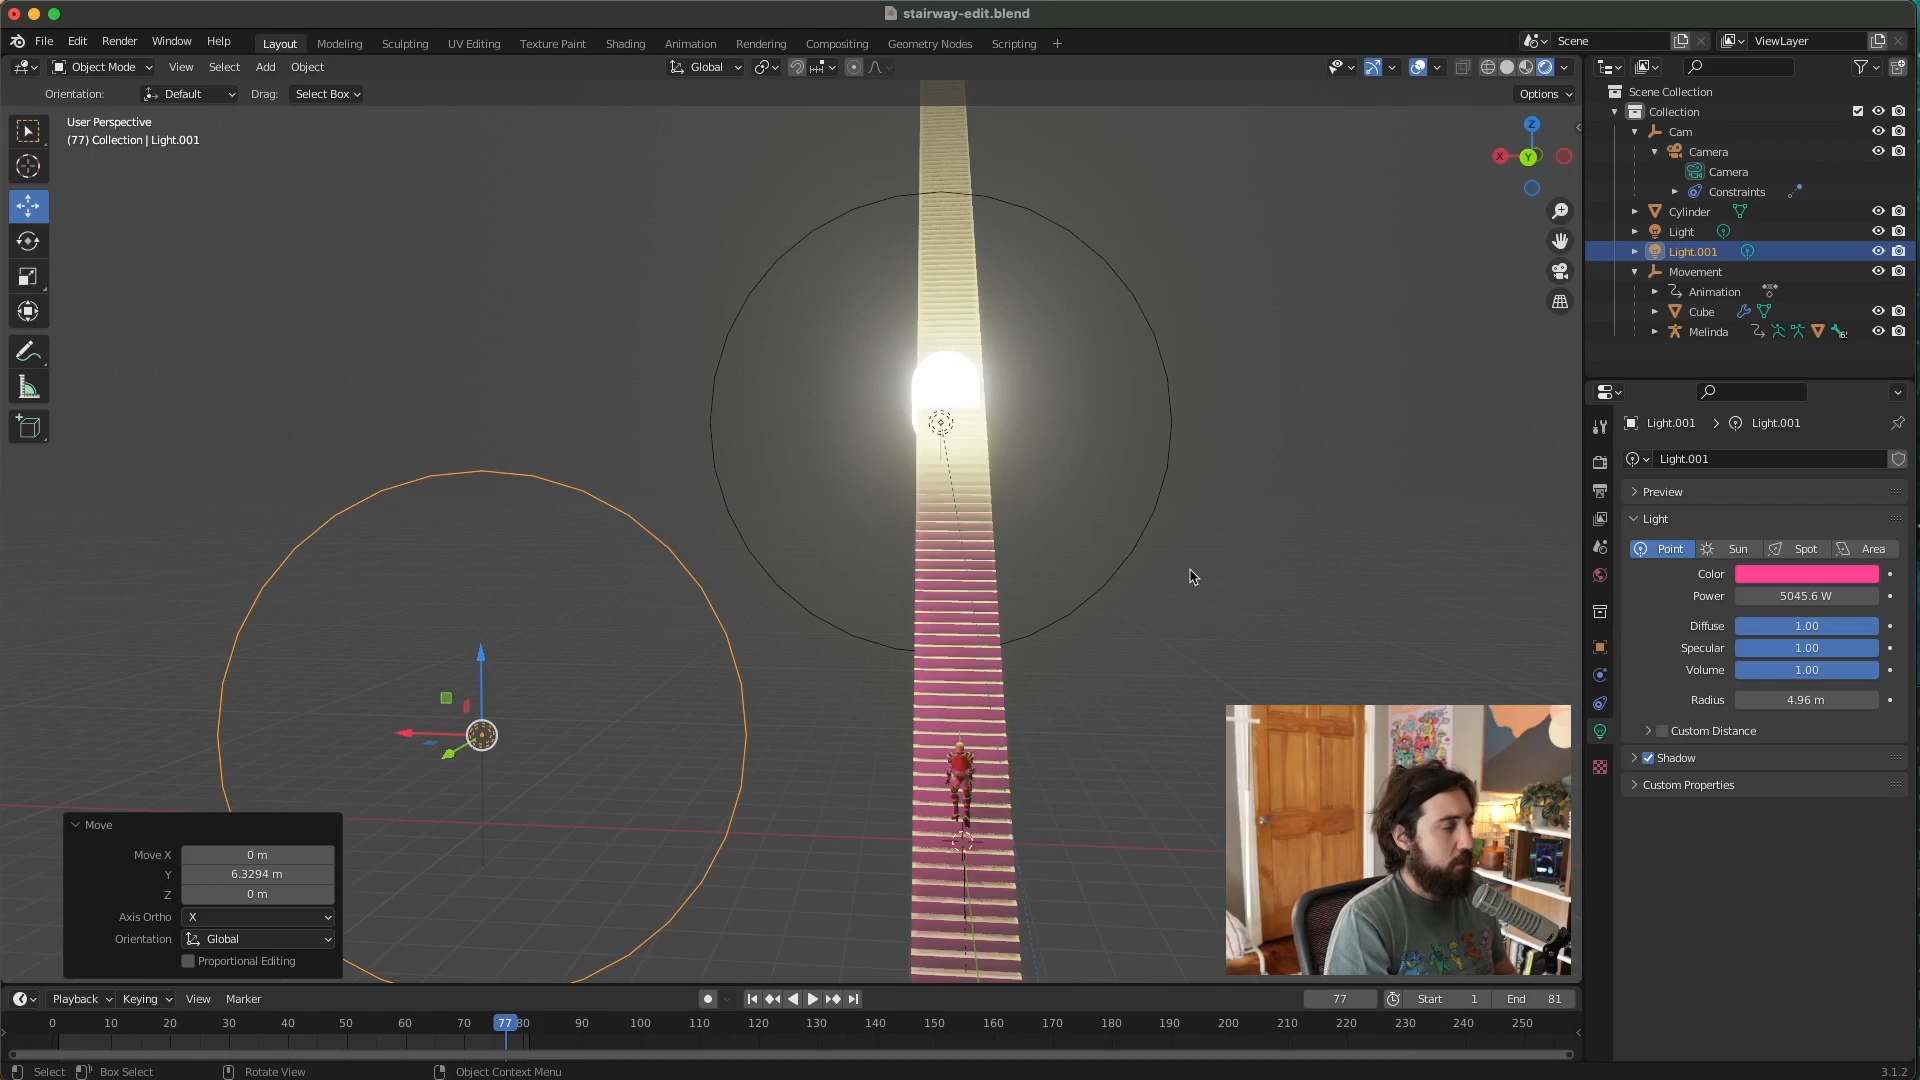 stairway-edit.blend
File Edit Render Window Help Layout Modeling Sculpting UV Editing Texture Paint Shading Animation Rendering Compositing Geometry Nodes Scripting + Scene ViewLayer
Object Mode View Select Add Object Global
Orientation: Default Drag: Select Box Options
User Perspective
(77) Collection | Light.001
Z
X
Y
Scene Collection
Collection
Cam
Camera
Camera
Constraints
Cylinder
Light
Light.001
Movement
Animation
Cube
Melinda
Light.001 > Light.001
Light.001
Preview
Light
Point Sun Spot Area
Color
Power 5045.6 W
Diffuse 1.00
Specular 1.00
Volume 1.00
Radius 4.96 m
Custom Distance
Shadow
Custom Properties
Move
Move X 0 m
Y 6.3294 m
Z 0 m
Axis Ortho X
Orientation Global
Proportional Editing
Playback Keying View Marker 77 Start 1 End 81
0 10 20 30 40 50 60 70 77 80 90 100 110 120 130 140 150 160 170 180 190 200 210 220 230 240 250
Select Box Select Rotate View Object Context Menu 3.1.2